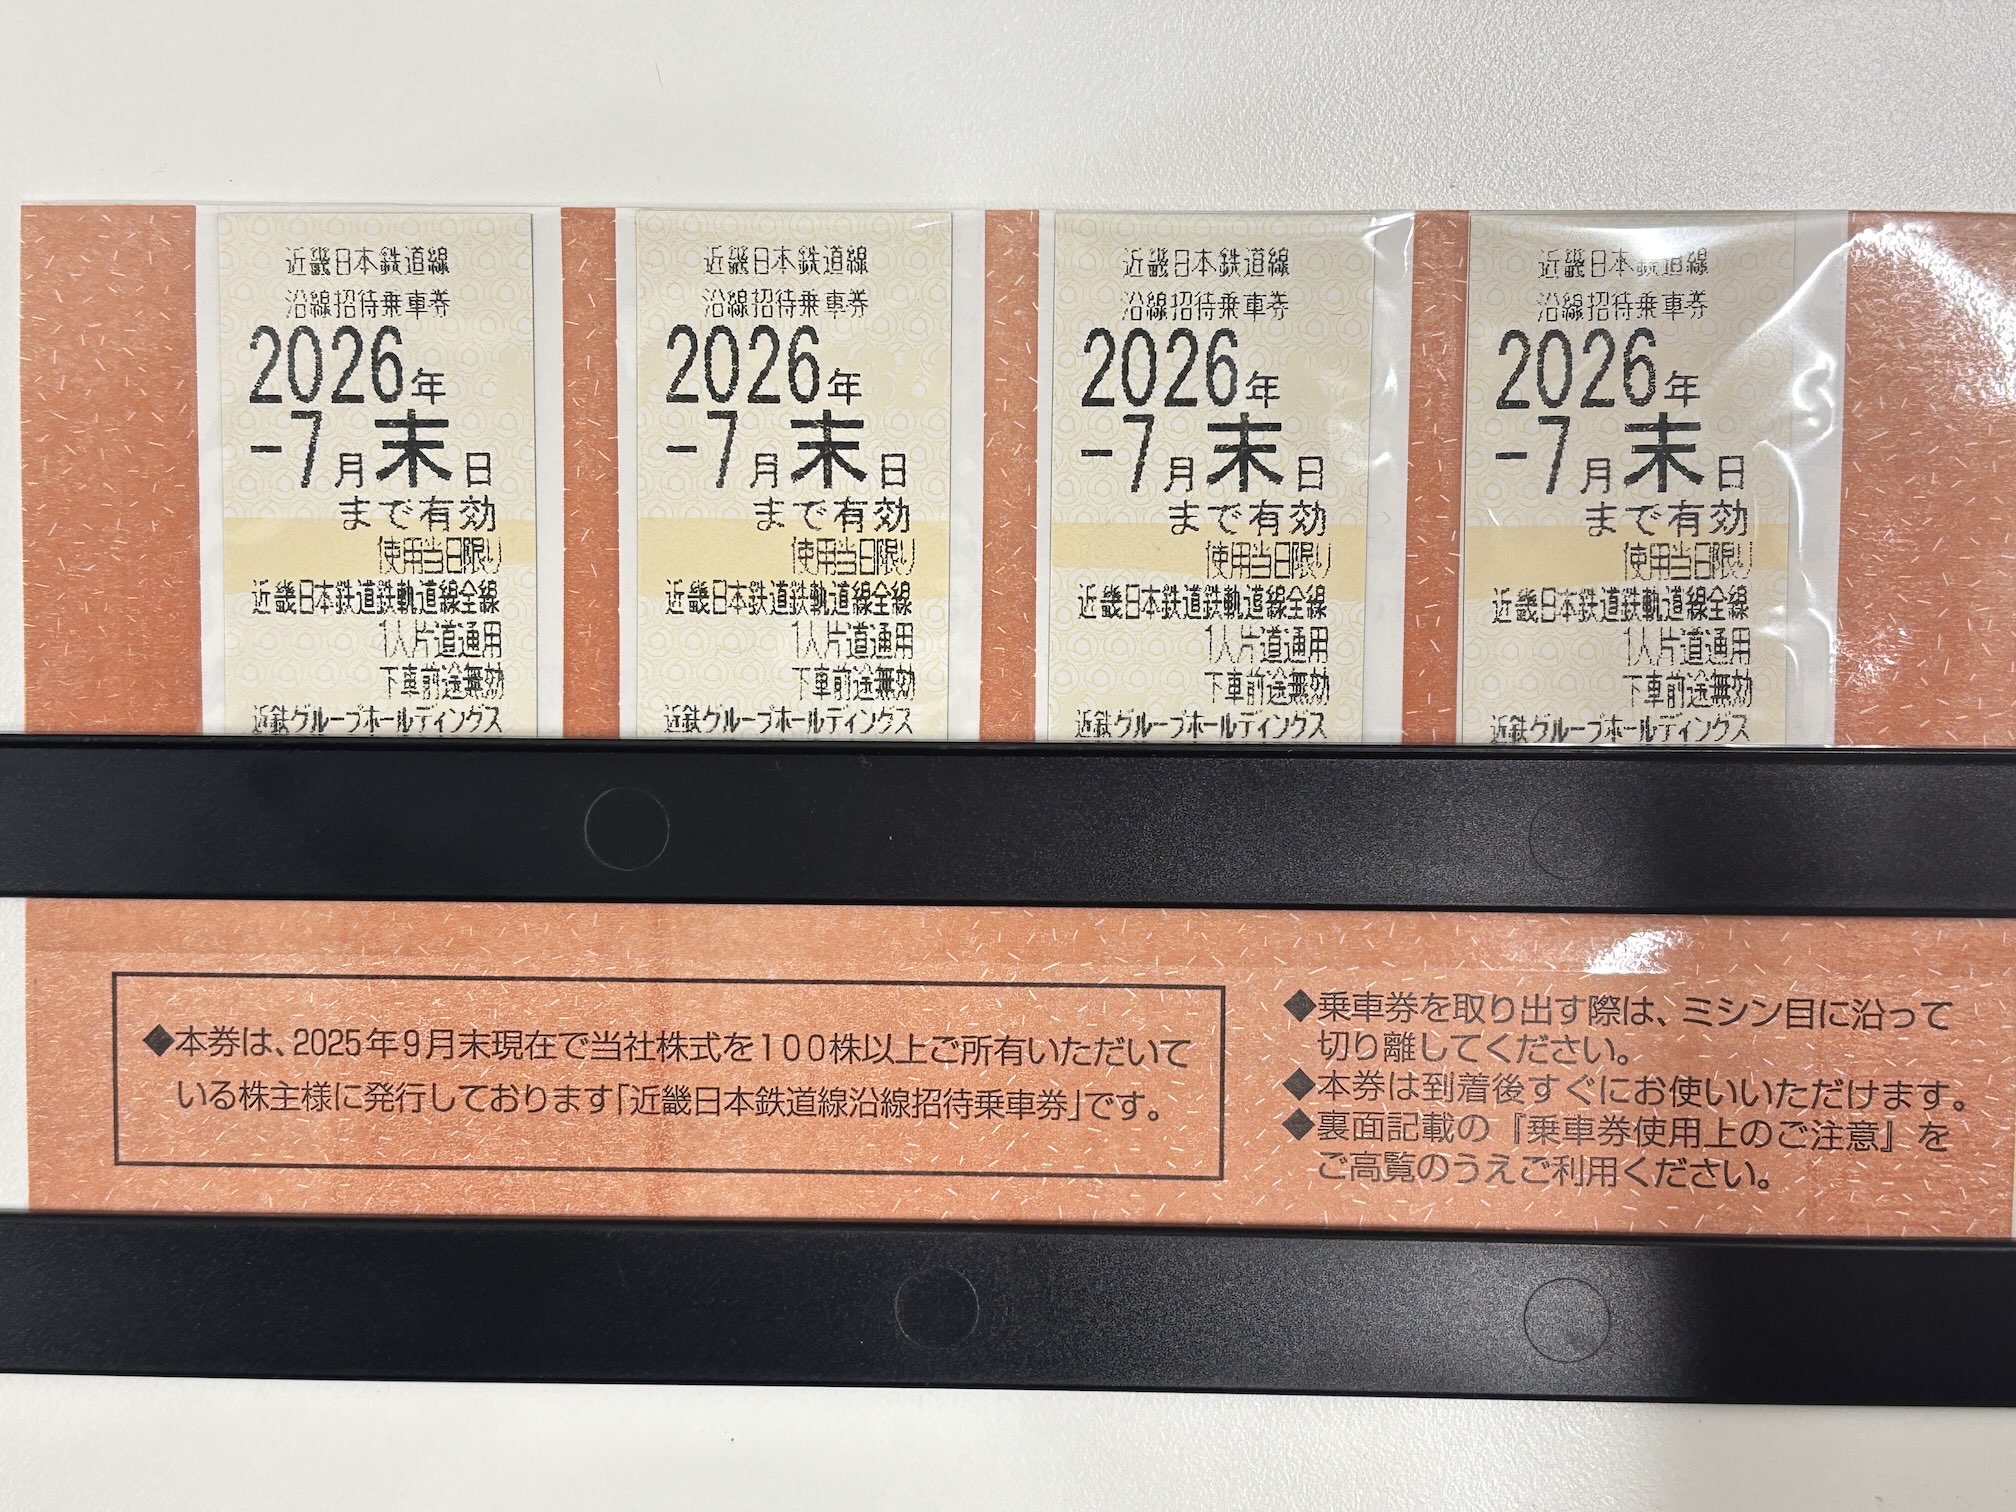 近畿日本鉄道線
沿線招待乗車券
2026年
-7月末日
まで有効
使用当日限り
近畿日本鉄道鉄軌道線全線
1人片道通用
下車前途無効
近鉄グループホールディングス
近畿日本鉄道線
沿線招待乗車券
2026年
-7月末日
まで有効
使用当日限り
近畿日本鉄道鉄軌道線全線
1人片道通用
下車前途無効
近鉄グループホールディングス
近畿日本鉄道線
沿線招待乗車券
2026年
-7月末日
まで有効
使用当日限り
近畿日本鉄道鉄軌道線全線
1人片道通用
下車前途無効
近鉄グループホールディングス
近畿日本鉄道線
沿線招待乗車券
2026年
-7月末日
まで有効
使用当日限り
近畿日本鉄道鉄軌道線全線
1人片道通用
下車前途無効
近鉄グループホールディングス
◆本券は、2025年9月末現在で当社株式を100株以上ご所有いただいて
いる株主様に発行しております「近畿日本鉄道線沿線招待乗車券」です。
◆乗車券を取り出す際は、ミシン目に沿って
切り離してください。
◆本券は到着後すぐにお使いいただけます。
◆裏面記載の『乗車券使用上のご注意』を
ご高覧のうえご利用ください。